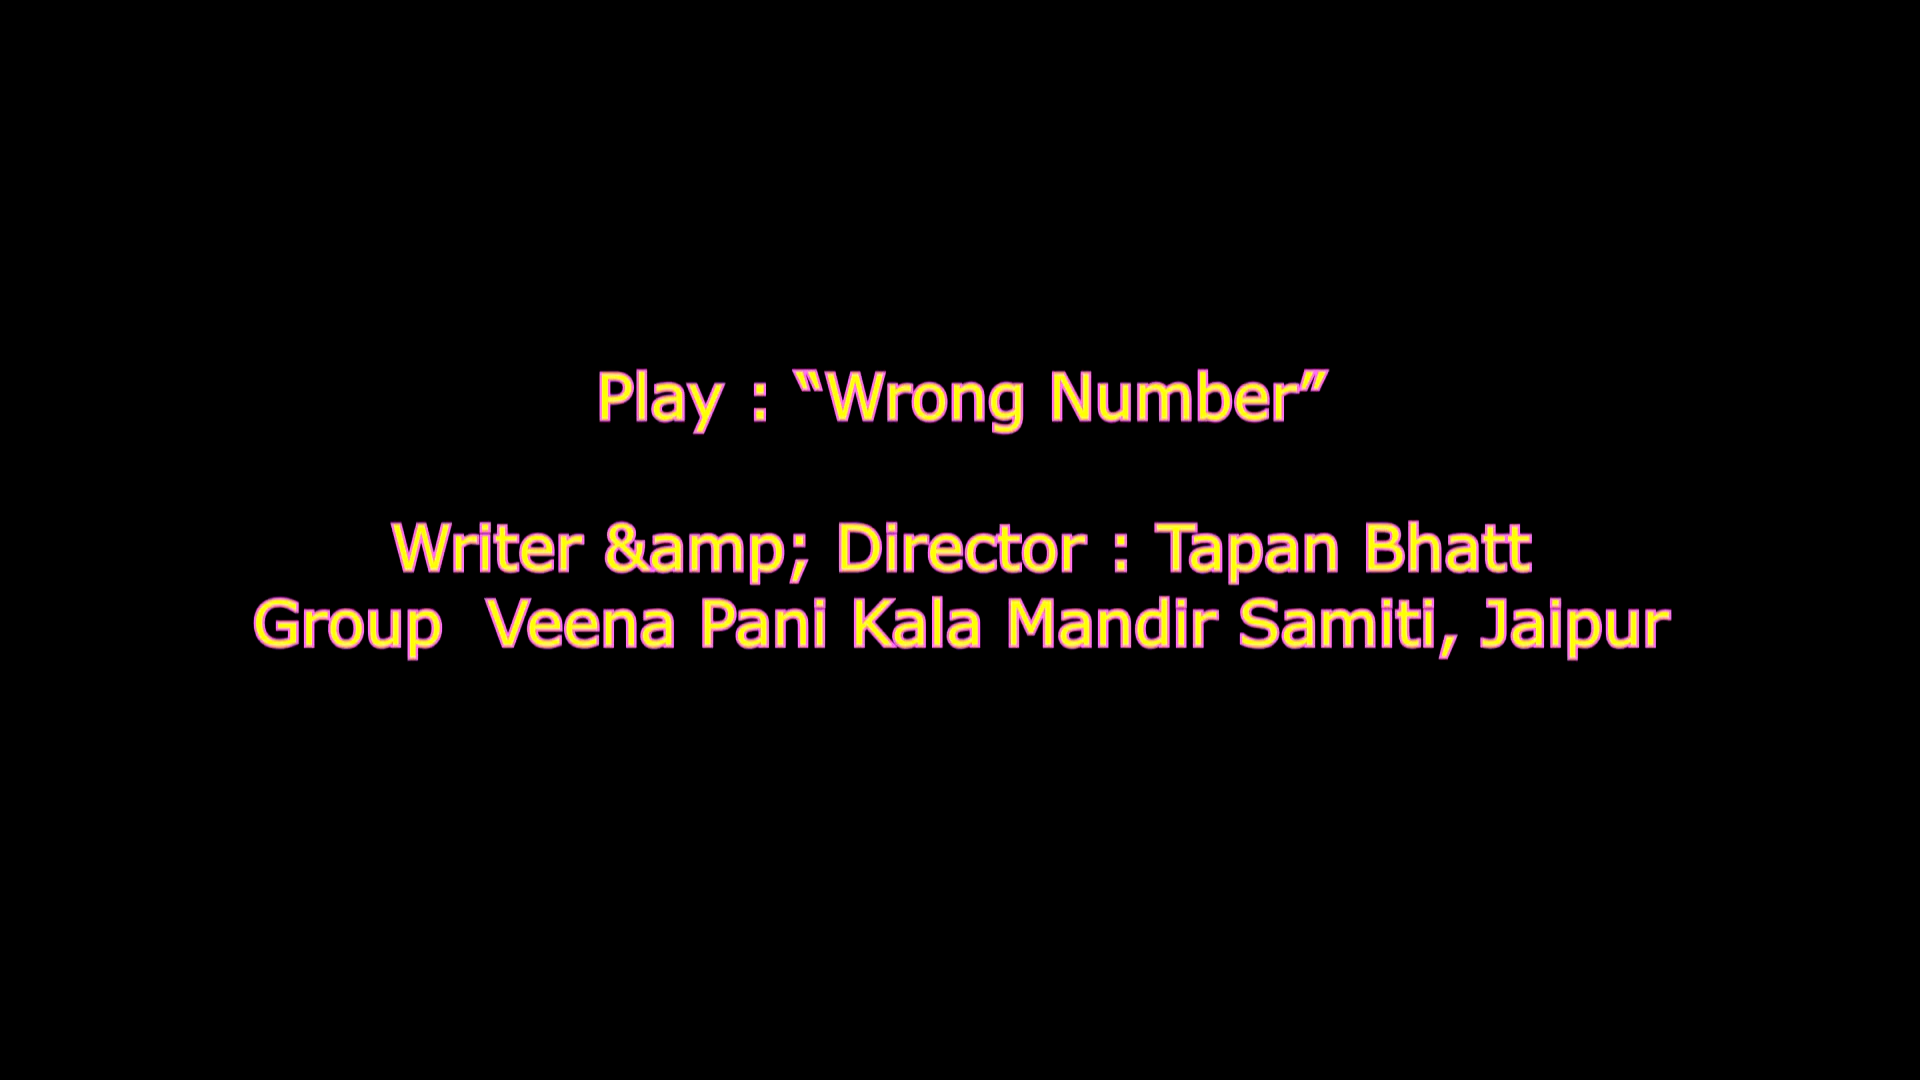 Play : “Wrong Number”
Writer &amp; Director : Tapan Bhatt
Group  Veena Pani Kala Mandir Samiti, Jaipur